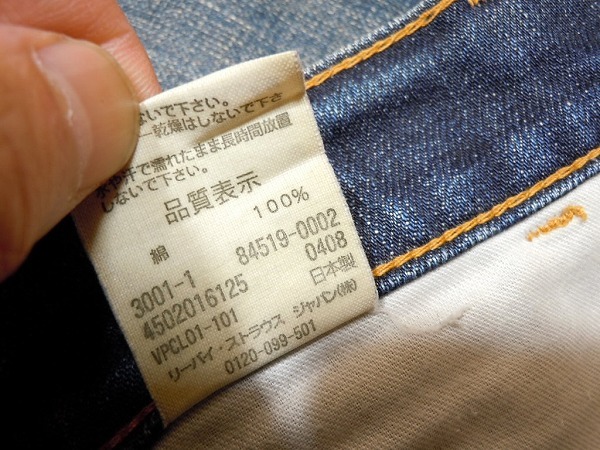 しないで下さい。
一乾燥はしないで下さ
汗で濡れたまま長時間放置
しないで下さい。
品質表示
綿 100%
84519-0002
3001-1 0408
4502016125 日本製
VPCL01-101
リーバイ・ストラウス ジャパン(株)
0120-099-501